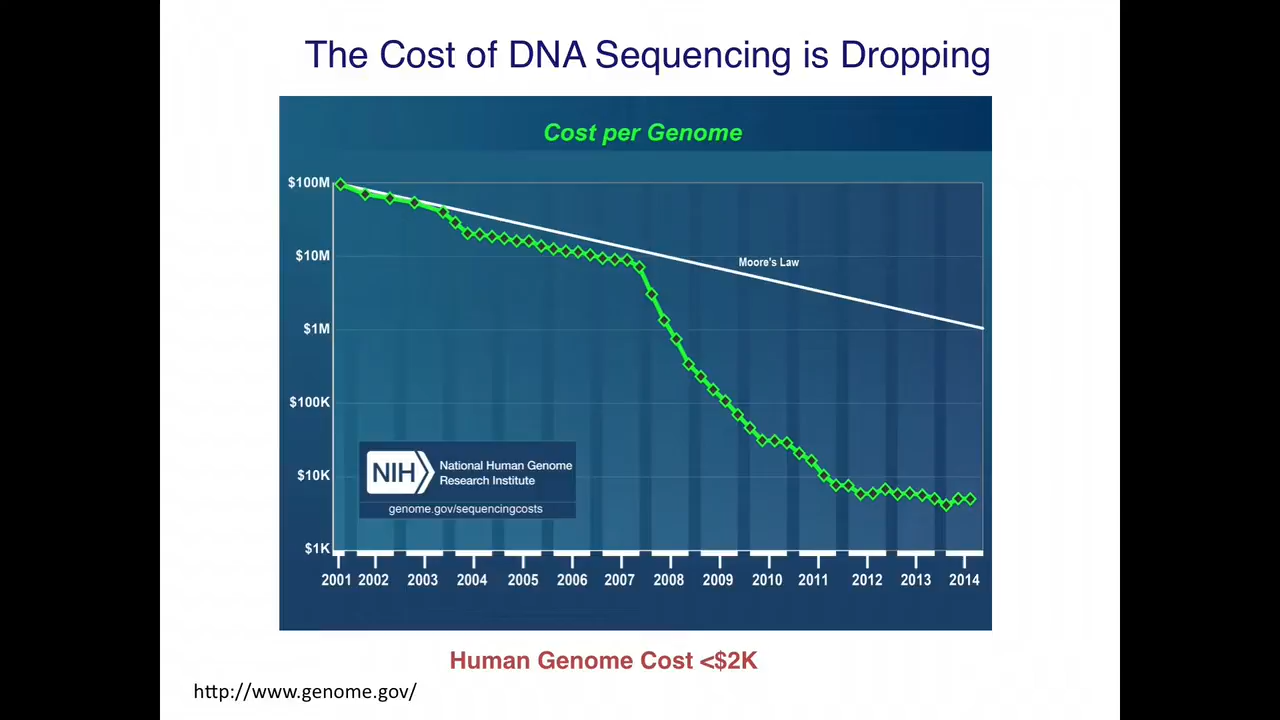 The Cost of DNA Sequencing is Dropping
Cost per Genome
$100M
$10M
Moore's Law
$1M
$100K
$10K
NIH
National Human Genome
Research Institute
genome.gov/sequencingcosts
$1K
2001 2002 2003 2004 2005 2006 2007 2008 2009 2010 2011 2012 2013 2014
Human Genome Cost <$2K
http://www.genome.gov/